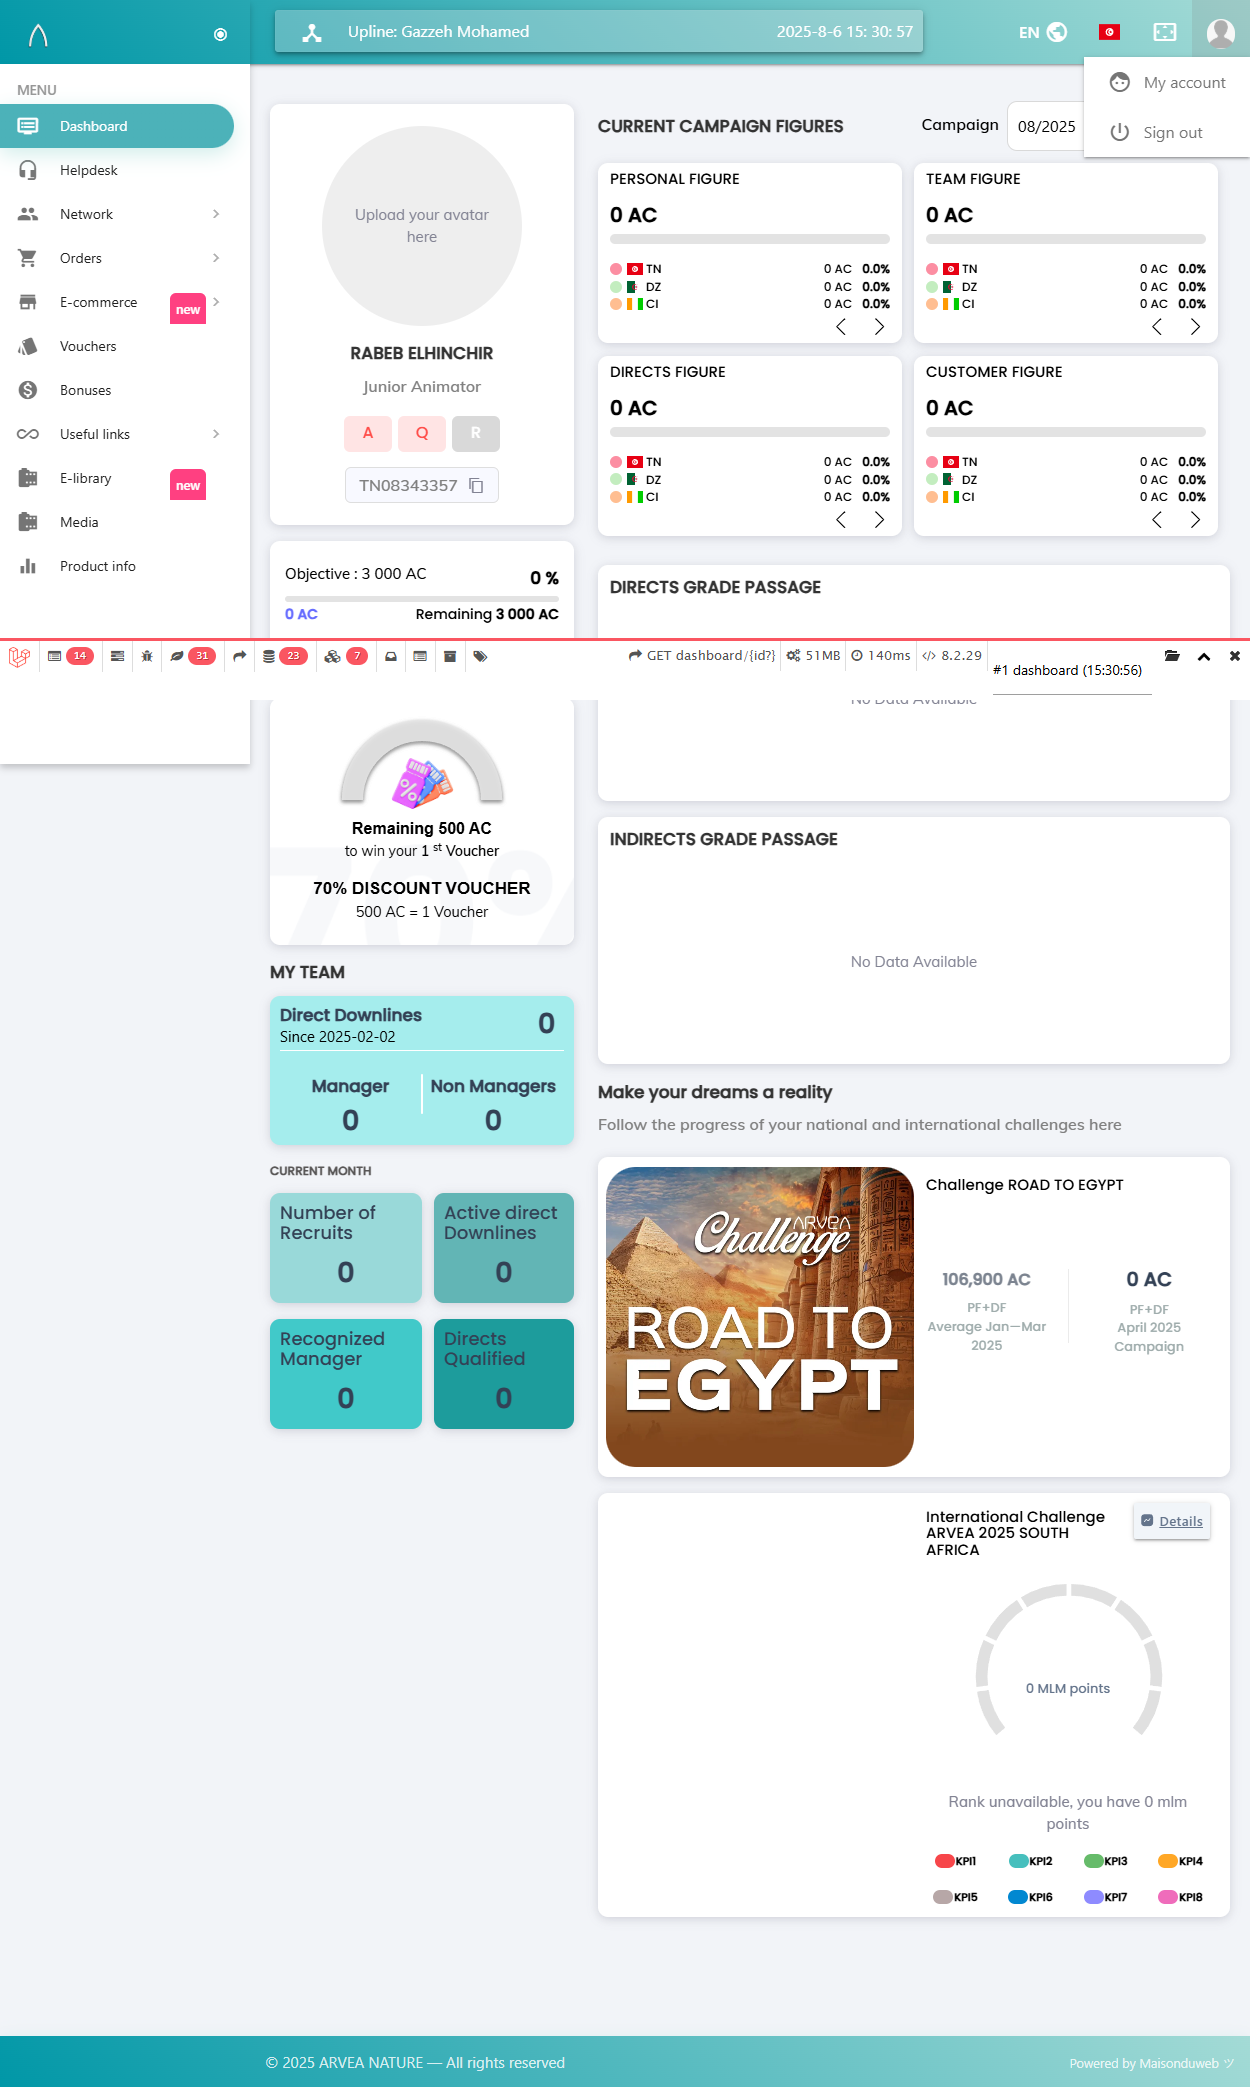 Upline: Gazzeh Mohamed
2025-8-6 15: 30: 57
EN
My account
Sign out
MENU
Dashboard
Helpdesk
Network
Orders
E-commerce
new
Vouchers
Bonuses
Useful links
E-library
new
Media
Product info
Upload your avatar
here
RABEB ELHINCHIR
Junior Animator
A Q R
TN08343357
Objective : 3 000 AC
0 %
0 AC
Remaining 3 000 AC
CURRENT CAMPAIGN FIGURES
Campaign
08/2025
PERSONAL FIGURE
0 AC
TN 0 AC 0.0%
DZ 0 AC 0.0%
CI 0 AC 0.0%
TEAM FIGURE
0 AC
TN 0 AC 0.0%
DZ 0 AC 0.0%
CI 0 AC 0.0%
DIRECTS FIGURE
0 AC
TN 0 AC 0.0%
DZ 0 AC 0.0%
CI 0 AC 0.0%
CUSTOMER FIGURE
0 AC
TN 0 AC 0.0%
DZ 0 AC 0.0%
CI 0 AC 0.0%
DIRECTS GRADE PASSAGE
14 31 23 7 GET dashboard/{id?} 51MB 140ms 8.2.29
#1 dashboard (15:30:56)
No Data Available
Remaining 500 AC
to win your 1 st Voucher
70% DISCOUNT VOUCHER
500 AC = 1 Voucher
70%
INDIRECTS GRADE PASSAGE
No Data Available
MY TEAM
Direct Downlines
Since 2025-02-02
0
Manager
0
Non Managers
0
CURRENT MONTH
Number of
Recruits
0
Active direct
Downlines
0
Recognized
Manager
0
Directs
Qualified
0
Make your dreams a reality
Follow the progress of your national and international challenges here
ARVEA
Challenge
ROAD TO
EGYPT
Challenge ROAD TO EGYPT
106,900 AC
PF+DF
Average Jan—Mar
2025
0 AC
PF+DF
April 2025
Campaign
International Challenge
ARVEA 2025 SOUTH
AFRICA
Details
0 MLM points
Rank unavailable, you have 0 mlm
points
KPI1 KPI2 KPI3 KPI4
KPI5 KPI6 KPI7 KPI8
© 2025 ARVEA NATURE — All rights reserved
Powered by Maisonduweb ツ